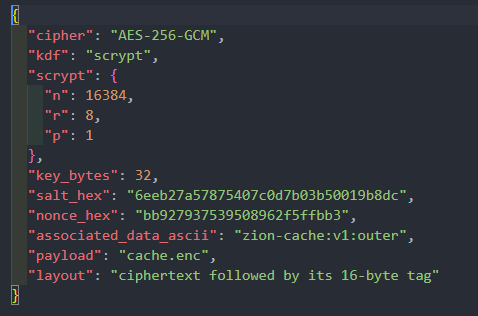 {
"cipher": "AES-256-GCM",
"kdf": "scrypt",
"scrypt": {
"n": 16384,
"r": 8,
"p": 1
},
"key_bytes": 32,
"salt_hex": "6eeb27a57875407c0d7b03b50019b8dc",
"nonce_hex": "bb927937539508962f5ffbb3",
"associated_data_ascii": "zion-cache:v1:outer",
"payload": "cache.enc",
"layout": "ciphertext followed by its 16-byte tag"
}